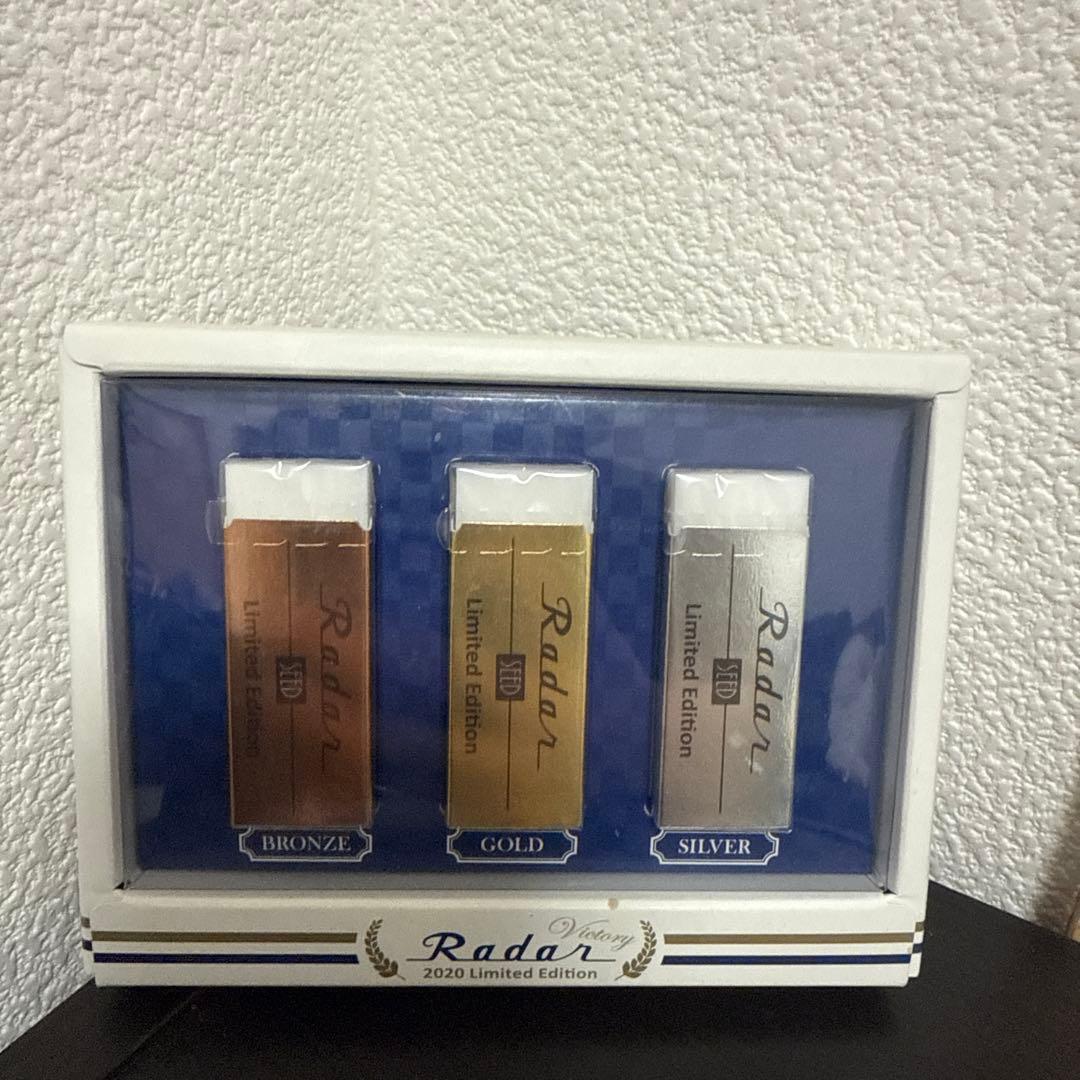 Radar
SEED
Limited Edition
BRONZE
Radar
SEED
Limited Edition
GOLD
Radar
SEED
Limited Edition
SILVER
Victory
Radar
2020 Limited Edition